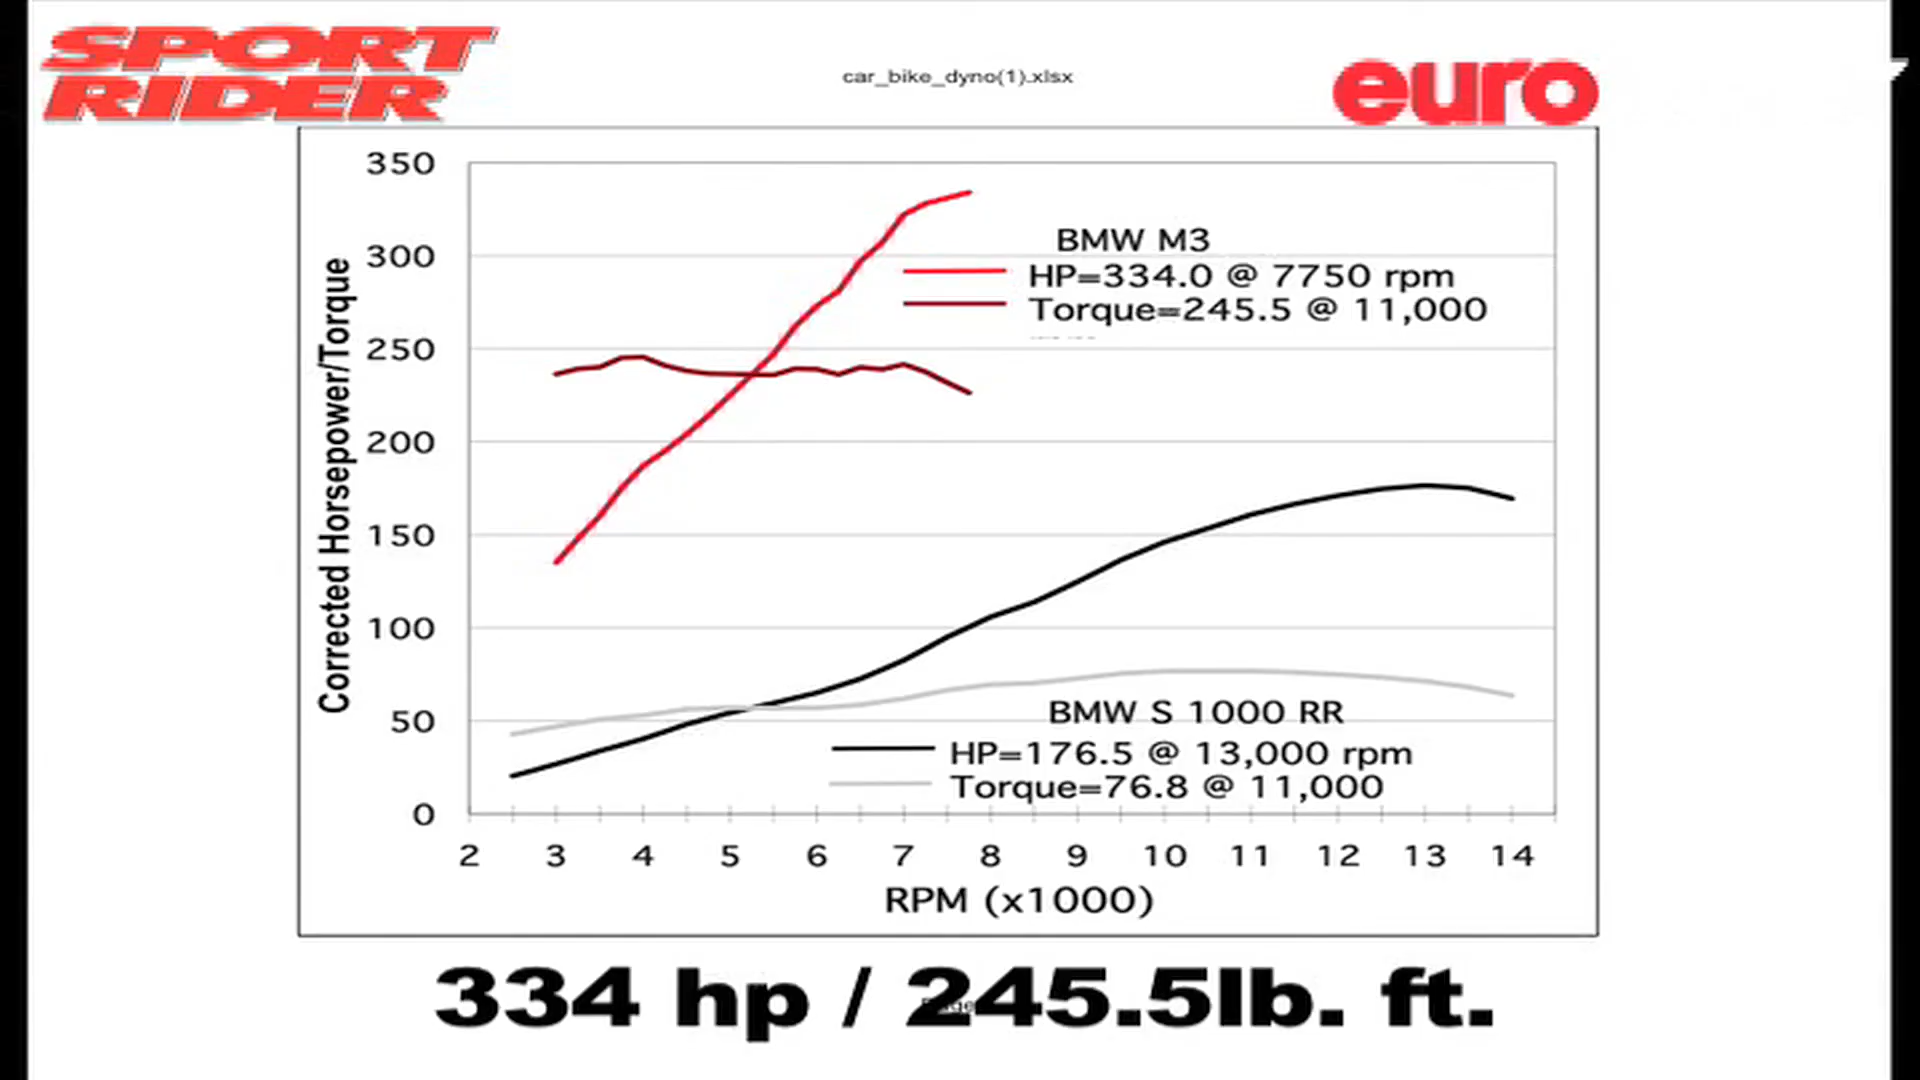 SPORT
RIDER
car_bike_dyno(1).xlsx
euro
350
300
250
200
150
100
50
0
Corrected Horsepower/Torque
BMW M3
HP=334.0 @ 7750 rpm
Torque=245.5 @ 11,000
BMW S 1000 RR
HP=176.5 @ 13,000 rpm
Torque=76.8 @ 11,000
2 3 4 5 6 7 8 9 10 11 12 13 14
RPM (x1000)
334 hp / 245.5lb. ft.